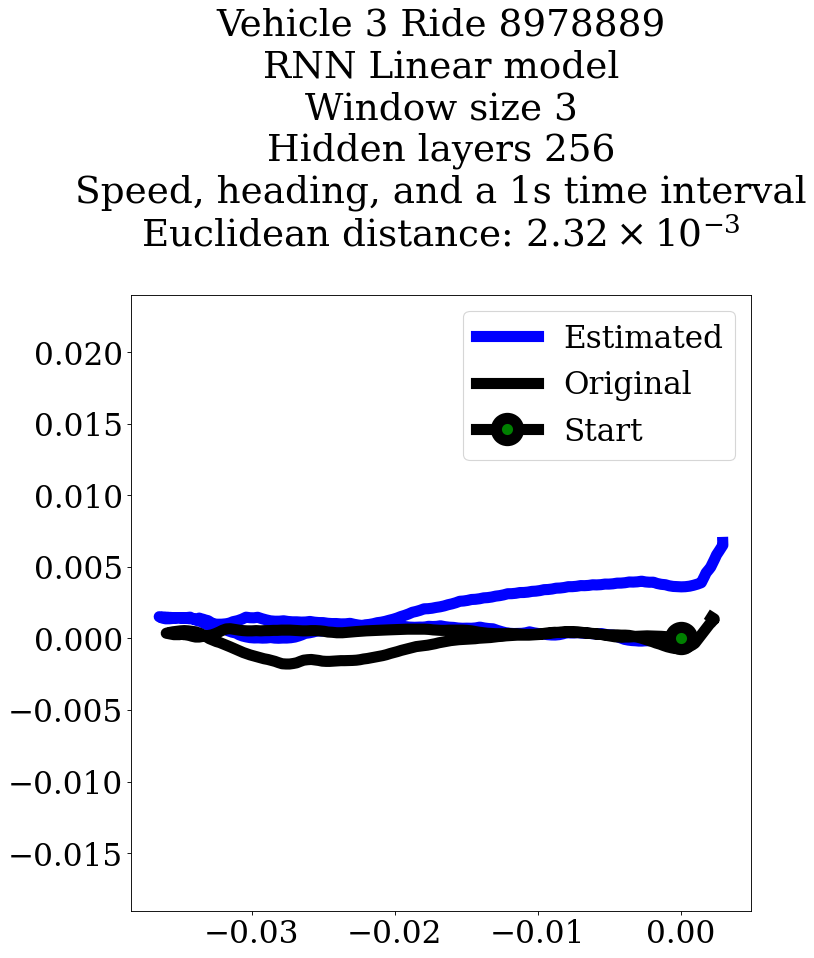 Vehicle 3 Ride 8978889
RNN Linear model
Window size 3
Hidden layers 256
Speed, heading, and a 1s time interval
Euclidean distance: 2.32 × 10⁻³
Estimated
Original
Start
0.020
0.015
0.010
0.005
0.000
−0.005
−0.010
−0.015
−0.03
−0.02
−0.01
0.00